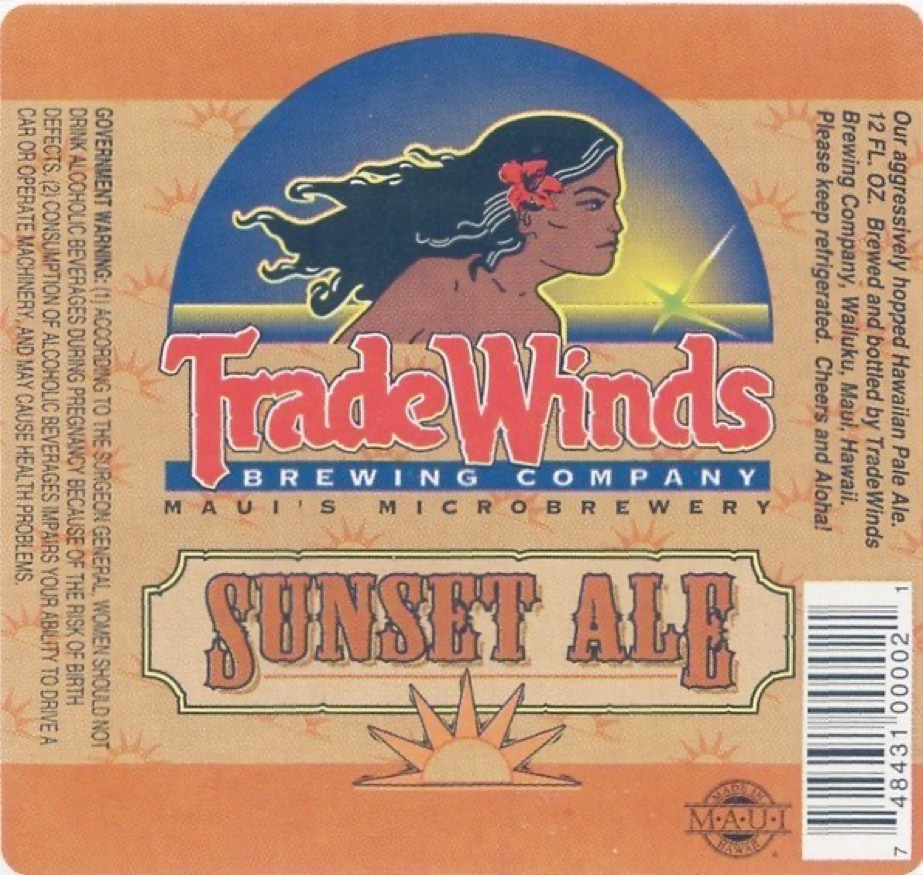 TradeWinds
BREWING COMPANY
MAUI'S MICROBREWERY
SUNSET ALE
GOVERNMENT WARNING: (1) ACCORDING TO THE SURGEON GENERAL, WOMEN SHOULD NOT
DRINK ALCOHOLIC BEVERAGES DURING PREGNANCY BECAUSE OF THE RISK OF BIRTH
DEFECTS. (2) CONSUMPTION OF ALCOHOLIC BEVERAGES IMPAIRS YOUR ABILITY TO DRIVE A
CAR OR OPERATE MACHINERY, AND MAY CAUSE HEALTH PROBLEMS.
Our aggressively hopped Hawaiian Pale Ale.
12 FL. OZ. Brewed and bottled by TradeWinds
Brewing Company, Wailuku, Maui, Hawaii.
Please keep refrigerated. Cheers and Aloha!
7 48431 00002 1
MADE IN
M·A·U·I
HAWAII